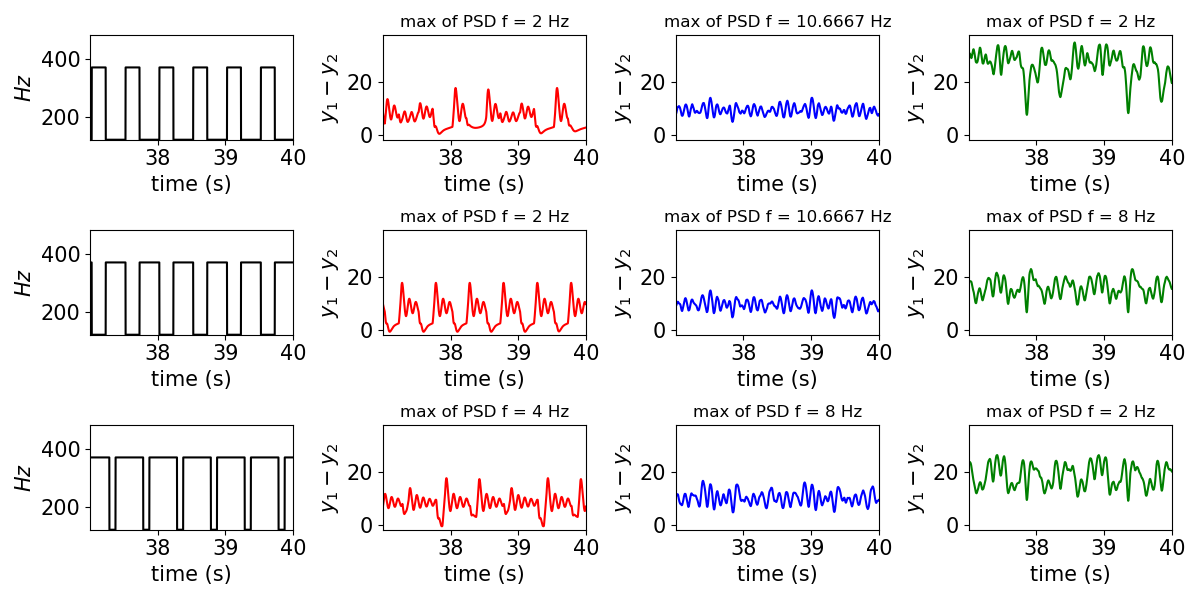 max of PSD f = 2 Hz
max of PSD f = 10.6667 Hz
max of PSD f = 2 Hz
Hz
400
200
y₁ − y₂
20
0
y₁ − y₂
20
0
y₁ − y₂
20
0
38 39 40
38 39 40
38 39 40
38 39 40
time (s)
time (s)
time (s)
time (s)
max of PSD f = 2 Hz
max of PSD f = 10.6667 Hz
max of PSD f = 8 Hz
Hz
400
200
y₁ − y₂
20
0
y₁ − y₂
20
0
y₁ − y₂
20
0
38 39 40
38 39 40
38 39 40
38 39 40
time (s)
time (s)
time (s)
time (s)
max of PSD f = 4 Hz
max of PSD f = 8 Hz
max of PSD f = 2 Hz
Hz
400
200
y₁ − y₂
20
0
y₁ − y₂
20
0
y₁ − y₂
20
0
38 39 40
38 39 40
38 39 40
38 39 40
time (s)
time (s)
time (s)
time (s)